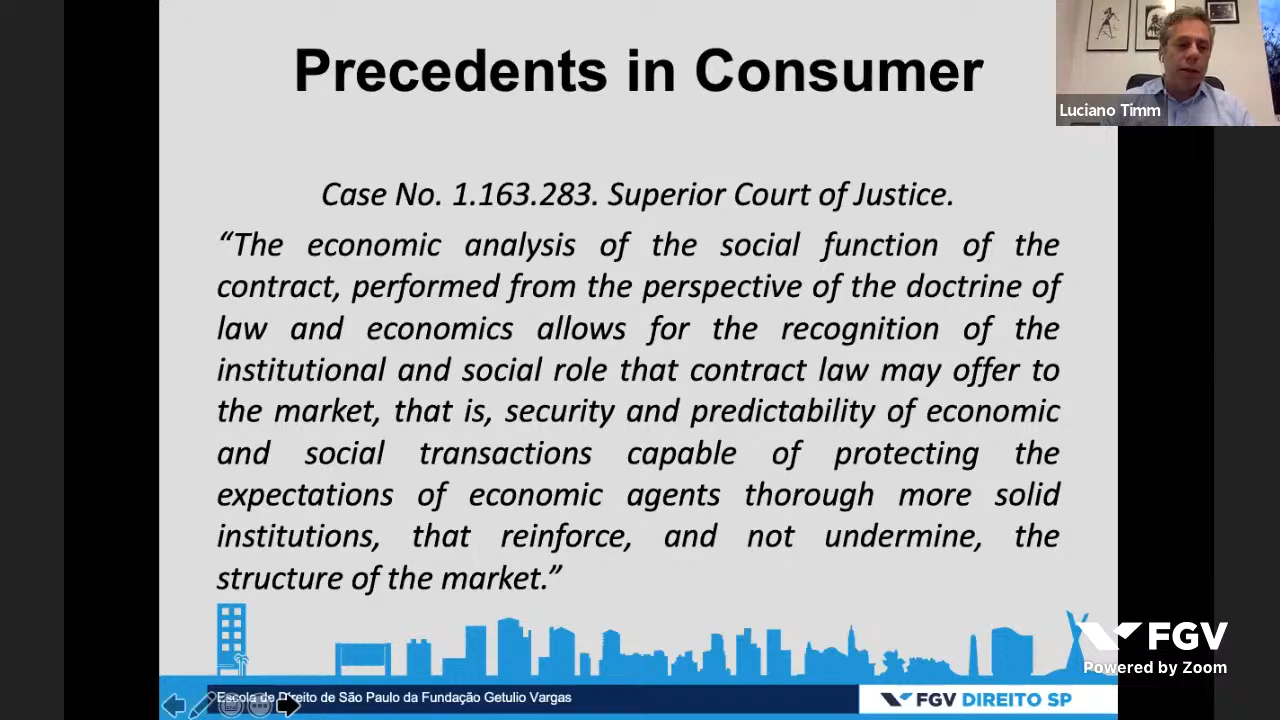 Precedents in Consumer
Luciano Timm
Case No. 1.163.283. Superior Court of Justice.
“The economic analysis of the social function of the
contract, performed from the perspective of the doctrine of
law and economics allows for the recognition of the
institutional and social role that contract law may offer to
the market, that is, security and predictability of economic
and social transactions capable of protecting the
expectations of economic agents thorough more solid
institutions, that reinforce, and not undermine, the
structure of the market.”
FGV
Powered by Zoom
Escola de Direito de São Paulo da Fundação Getulio Vargas
FGV DIREITO SP